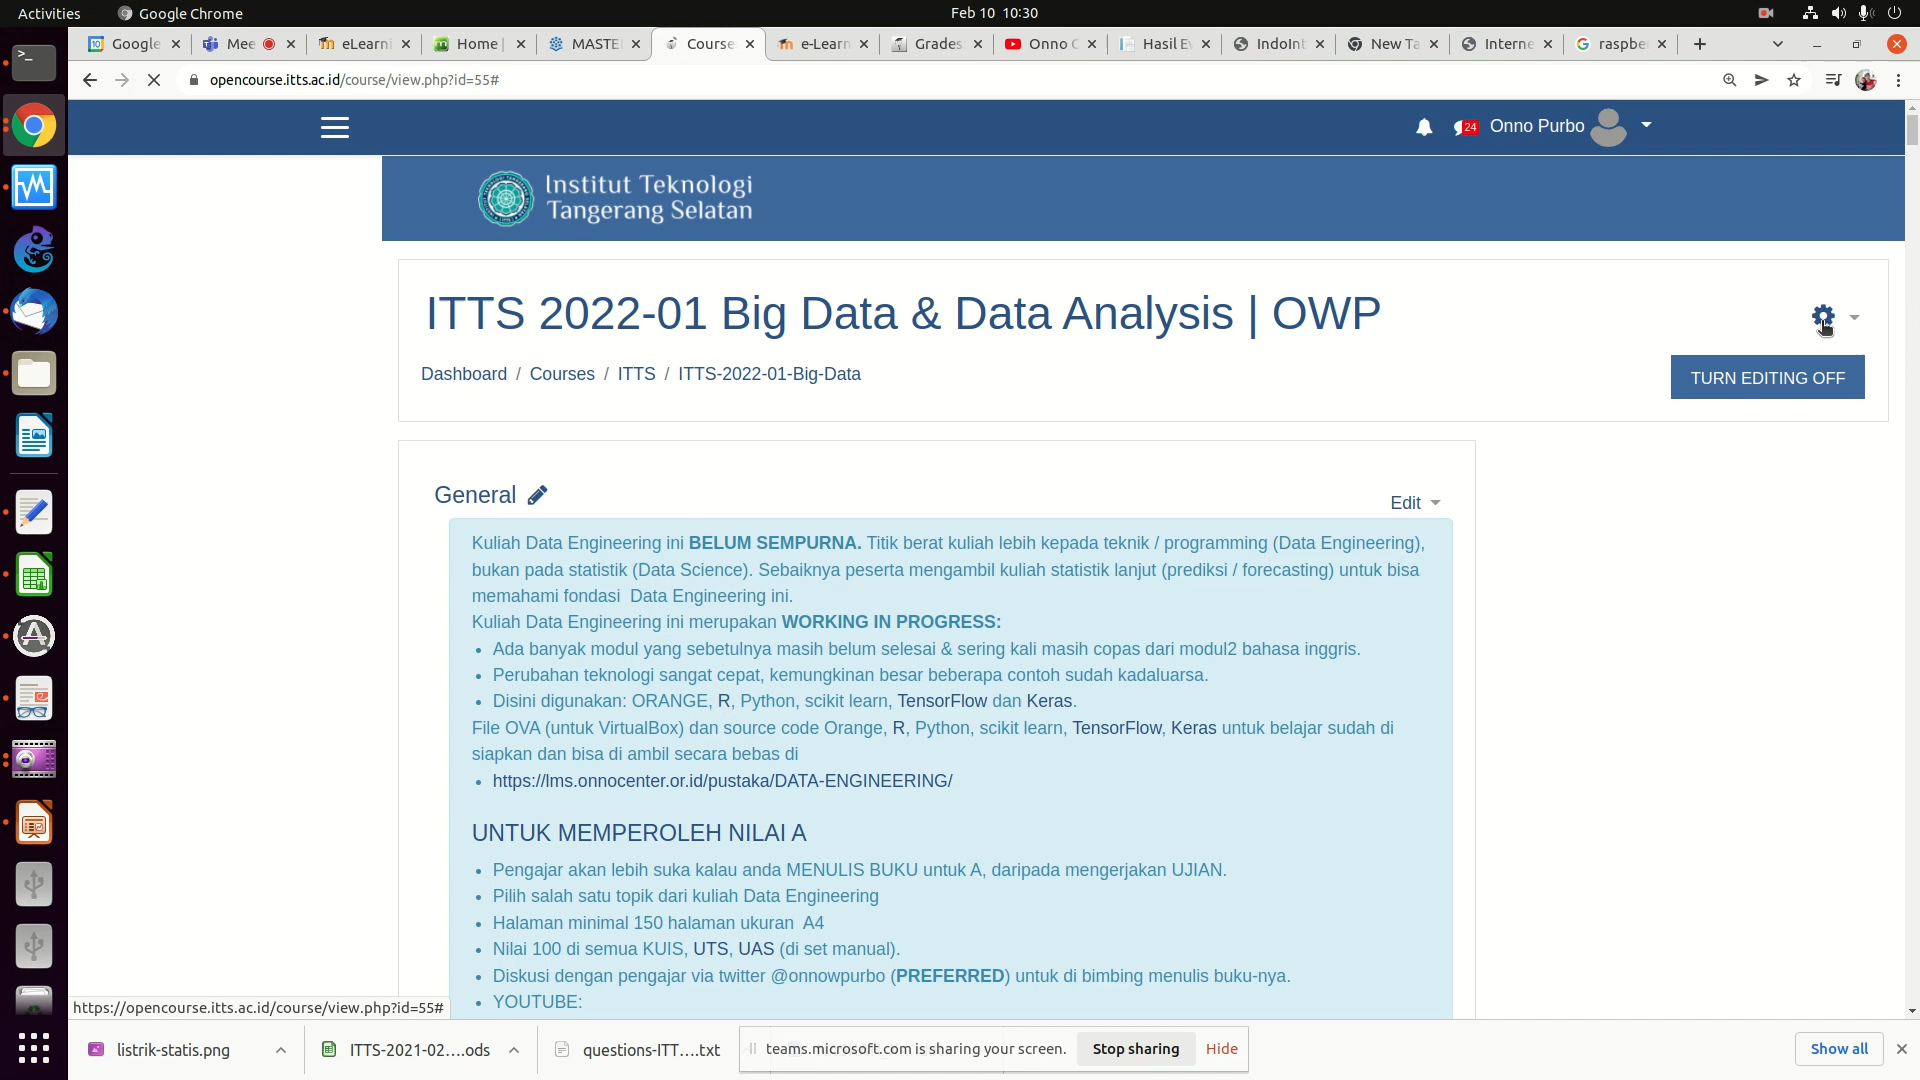 Activities
Google Chrome
Feb 10 10:30
Google
Mee
eLearni
Home |
MASTE
Course
e-Learn
Grades
Onno C
Hasil Ev
IndoInt
New Ta
Interne
raspbe
opencourse.itts.ac.id/course/view.php?id=55#
24
Onno Purbo
Institut Teknologi
Tangerang Selatan
ITTS 2022-01 Big Data & Data Analysis | OWP
Dashboard / Courses / ITTS / ITTS-2022-01-Big-Data
TURN EDITING OFF
General
Edit
Kuliah Data Engineering ini BELUM SEMPURNA. Titik berat kuliah lebih kepada teknik / programming (Data Engineering),
bukan pada statistik (Data Science). Sebaiknya peserta mengambil kuliah statistik lanjut (prediksi / forecasting) untuk bisa
memahami fondasi Data Engineering ini.
Kuliah Data Engineering ini merupakan WORKING IN PROGRESS:
• Ada banyak modul yang sebetulnya masih belum selesai & sering kali masih copas dari modul2 bahasa inggris.
• Perubahan teknologi sangat cepat, kemungkinan besar beberapa contoh sudah kadaluarsa.
• Disini digunakan: ORANGE, R, Python, scikit learn, TensorFlow dan Keras.
File OVA (untuk VirtualBox) dan source code Orange, R, Python, scikit learn, TensorFlow, Keras untuk belajar sudah di
siapkan dan bisa di ambil secara bebas di
• https://lms.onnocenter.or.id/pustaka/DATA-ENGINEERING/
UNTUK MEMPEROLEH NILAI A
• Pengajar akan lebih suka kalau anda MENULIS BUKU untuk A, daripada mengerjakan UJIAN.
• Pilih salah satu topik dari kuliah Data Engineering
• Halaman minimal 150 halaman ukuran A4
• Nilai 100 di semua KUIS, UTS, UAS (di set manual).
• Diskusi dengan pengajar via twitter @onnowpurbo (PREFERRED) untuk di bimbing menulis buku-nya.
• YOUTUBE:
https://opencourse.itts.ac.id/course/view.php?id=55#
listrik-statis.png
ITTS-2021-02....ods
questions-ITT....txt
teams.microsoft.com is sharing your screen.
Stop sharing
Hide
Show all